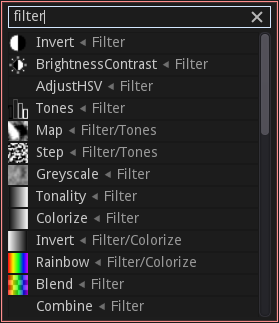 filter
Invert ◂ Filter
BrightnessContrast ◂ Filter
AdjustHSV ◂ Filter
Tones ◂ Filter
Map ◂ Filter/Tones
Step ◂ Filter/Tones
Greyscale ◂ Filter
Tonality ◂ Filter
Colorize ◂ Filter
Invert ◂ Filter/Colorize
Rainbow ◂ Filter/Colorize
Blend ◂ Filter
Combine ◂ Filter